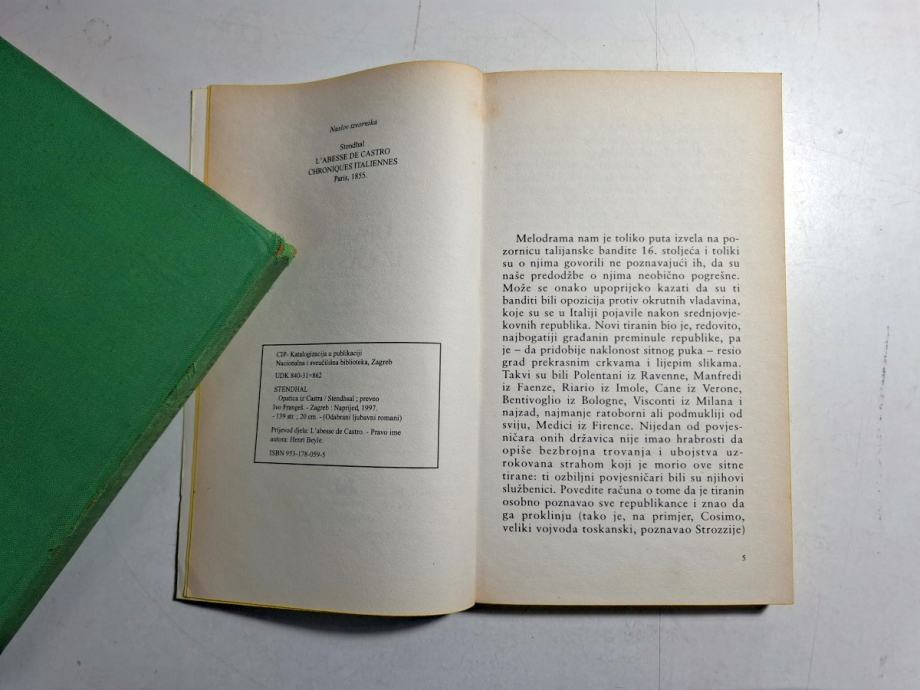 Naslov izvornika
Stendhal
L'ABESSE DE CASTRO
CHRONIQUES ITALIENNES
Paris, 1855.
CIP- Katalogizacija u publikaciji
Nacionalna i sveučilišna biblioteka, Zagreb
UDK 840-31=862
STENDHAL
Opatica iz Castra / Stendhal ; preveo
Ivo Frangeš. - Zagreb : Naprijed, 1997.
- 139 str. ; 20 cm. - (Odabrani ljubavni romani)
Prijevod djela: L'abesse de Castro. - Pravo ime
autora: Henri Beyle.
ISBN 953-178-059-5
Melodrama nam je toliko puta izvela na po-
zornicu talijanske bandite 16. stoljeća i toliki
su o njima govorili ne poznavajući ih, da su
naše predodžbe o njima neobično pogrešne.
Može se onako upoprijeko kazati da su ti
banditi bili opozicija protiv okrutnih vladavina,
koje su se u Italiji pojavile nakon srednjovje-
kovnih republika. Novi tiranin bio je, redovito,
najbogatiji građanin preminule republike, pa
je – da pridobije naklonost sitnog puka – resio
grad prekrasnim crkvama i lijepim slikama.
Takvi su bili Polentani iz Ravenne, Manfredi
iz Faenze, Riario iz Imole, Cane iz Verone,
Bentivoglio iz Bologne, Visconti iz Milana i
najzad, najmanje ratoborni ali podmukliji od
sviju, Medici iz Firence. Nijedan od povjes-
ničara onih državica nije imao hrabrosti da
opiše bezbrojna trovanja i ubojstva uz-
rokovana strahom koji je morio ove sitne
tirane: ti ozbiljni povjesničari bili su njihovi
službenici. Povedite računa o tome da je tiranin
osobno poznavao sve republikance i znao da
ga proklinju (tako je, na primjer, Cosimo,
veliki vojvoda toskanski, poznavao Strozzije)
5